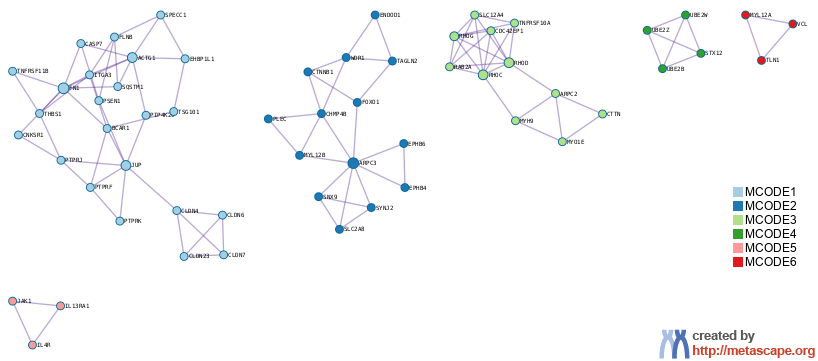 SPECC1
FLNB
CASP7
ACTG1
EHBP1L1
TNFRSF11B
ITGA3
SQSTM1
FN1
PSEN1
THBS1
TSG101
BCAR1
CNKSR1
PTPRJ
JUP
PTPRF
PTPRK
CLDN4
CLDN6
CLDN23
CLDN7
ENDOD1
WDR1
TAGLN2
CTNNB1
FOXO1
CHMP4B
PLEC
MYL12B
EPHB6
ARPC3
EPHB4
SNX9
SYNJ2
SLC2A8
SLC12A4
TNFRSF10A
CDC42EP1
RHOG
RHOD
RHOC
ARPC2
MYH9
CTTN
MYO1E
UBE2W
UBE2Z
STX12
UBE2B
MYL12A
VCL
TLN1
MCODE1
MCODE2
MCODE3
MCODE4
MCODE5
MCODE6
JAK1
IL13RA1
IL4R
created by
http://metascape.org